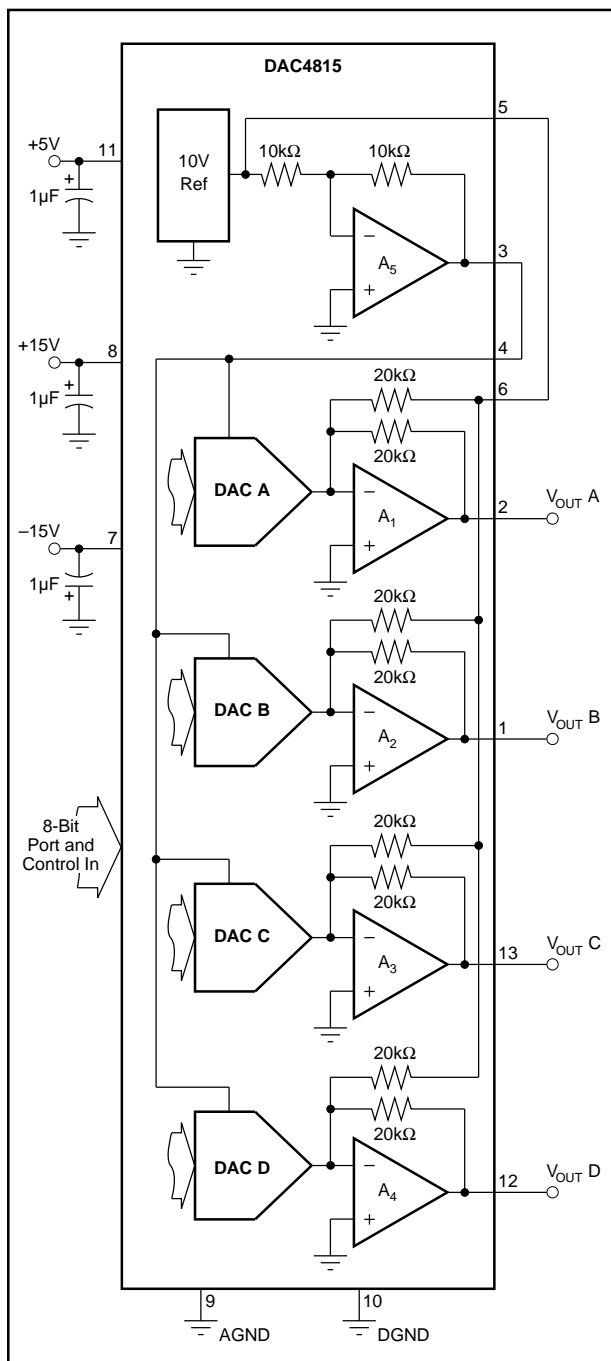 DAC4815
5
+5V
11
+
1µF
10V
Ref
10kΩ
10kΩ
−
A5
+
3
+15V
8
+
1µF
4
6
20kΩ
20kΩ
DAC A
−
A1
+
2
VOUT A
–15V
7
1µF
+
20kΩ
20kΩ
DAC B
−
A2
+
1
VOUT B
8-Bit
Port and
Control In
20kΩ
20kΩ
DAC C
−
A3
+
13
VOUT C
20kΩ
20kΩ
DAC D
−
A4
+
12
VOUT D
9
AGND
10
DGND